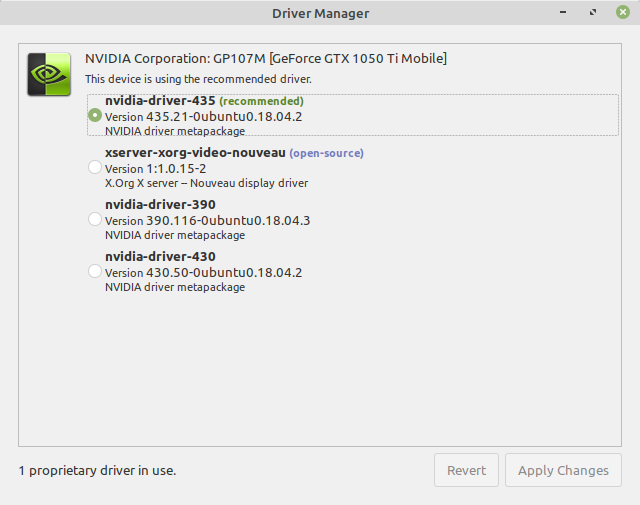 Driver Manager
NVIDIA Corporation: GP107M [GeForce GTX 1050 Ti Mobile]
This device is using the recommended driver.
nvidia-driver-435 (recommended)
Version 435.21-0ubuntu0.18.04.2
NVIDIA driver metapackage
xserver-xorg-video-nouveau (open-source)
Version 1:1.0.15-2
X.Org X server – Nouveau display driver
nvidia-driver-390
Version 390.116-0ubuntu0.18.04.3
NVIDIA driver metapackage
nvidia-driver-430
Version 430.50-0ubuntu0.18.04.2
NVIDIA driver metapackage
1 proprietary driver in use.
Revert
Apply Changes